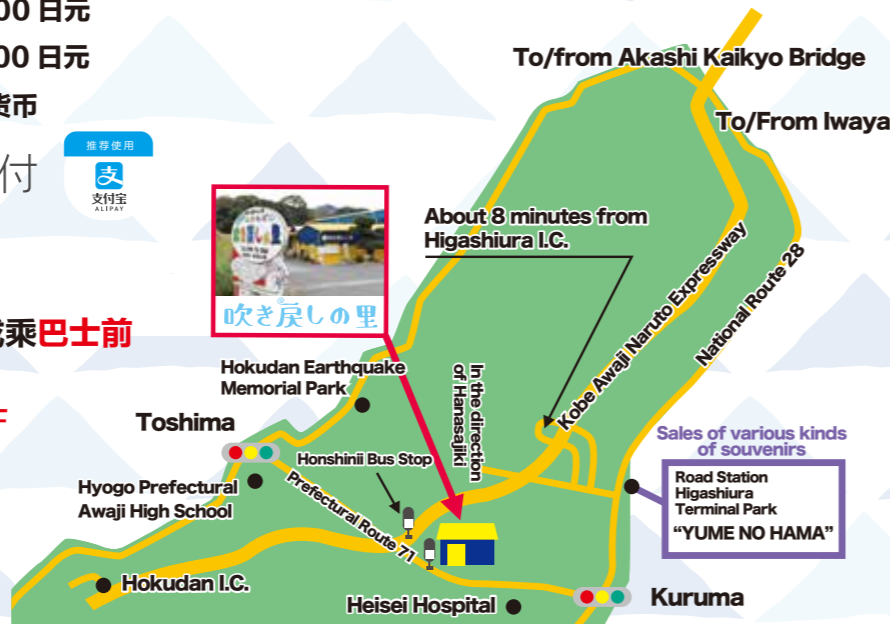 00 日元
00 日元
货币
付
推荐使用
支
支付宝
ALIPAY
乘巴士前
To/from Akashi Kaikyo Bridge
To/From Iwaya
About 8 minutes from
Higashiura I.C.
吹き戻しの里
Kobe Awaji Naruto Expressway
National Route 28
Hokudan Earthquake
Memorial Park
In the direction
of Hanasajiki
Toshima
Honshinii Bus Stop
Sales of various kinds
of souvenirs
Hyogo Prefectural
Awaji High School
Prefectural Route 71
Road Station
Higashiura
Terminal Park
“YUME NO HAMA”
Hokudan I.C.
Heisei Hospital
Kuruma